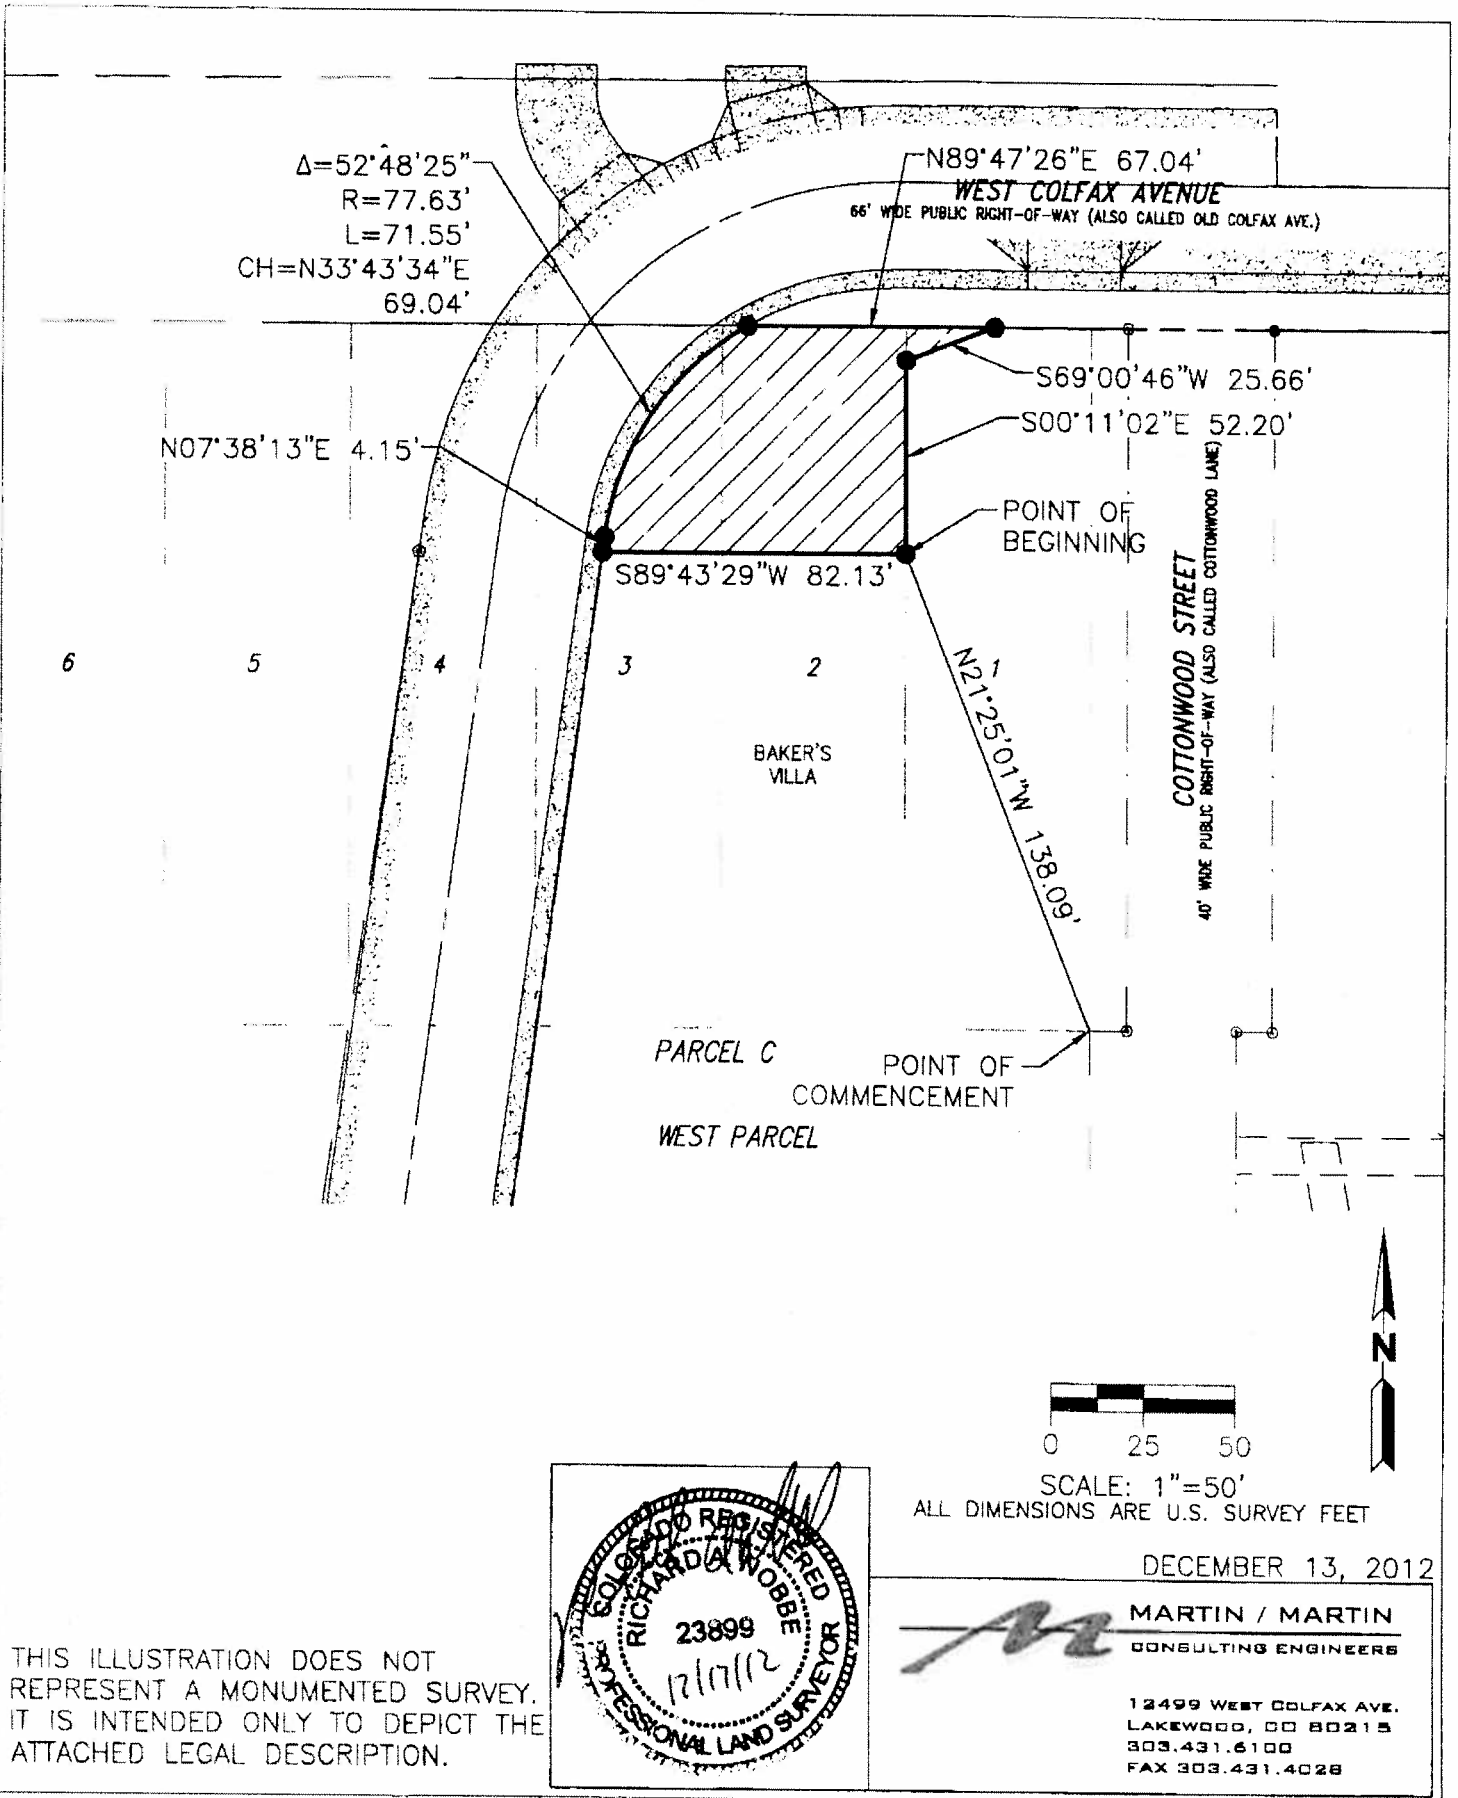 Δ=52°48'25"
R=77.63'
L=71.55'
CH=N33°43'34"E
69.04'
N89°47'26"E 67.04'
WEST COLFAX AVENUE
66' WIDE PUBLIC RIGHT-OF-WAY (ALSO CALLED OLD COLFAX AVE.)
S69°00'46"W 25.66'
S00°11'02"E 52.20'
N07°38'13"E 4.15'
POINT OF
BEGINNING
S89°43'29"W 82.13'
COTTONWOOD STREET
40' WIDE PUBLIC RIGHT-OF-WAY (ALSO CALLED COTTONWOOD LANE)
6
5
4
3
2
1
N21°25'01"W 138.09'
BAKER'S
VILLA
PARCEL C
POINT OF
COMMENCEMENT
WEST PARCEL
N
0 25 50
SCALE: 1"=50'
ALL DIMENSIONS ARE U.S. SURVEY FEET
DECEMBER 13, 2012
COLORADO REGISTERED
RICHARD A. NOBBE
23899
12/17/12
PROFESSIONAL LAND SURVEYOR
MARTIN / MARTIN
CONSULTING ENGINEERS
12499 WEST COLFAX AVE.
LAKEWOOD, CO 80215
303.431.6100
FAX 303.431.4028
THIS ILLUSTRATION DOES NOT
REPRESENT A MONUMENTED SURVEY.
IT IS INTENDED ONLY TO DEPICT THE
ATTACHED LEGAL DESCRIPTION.